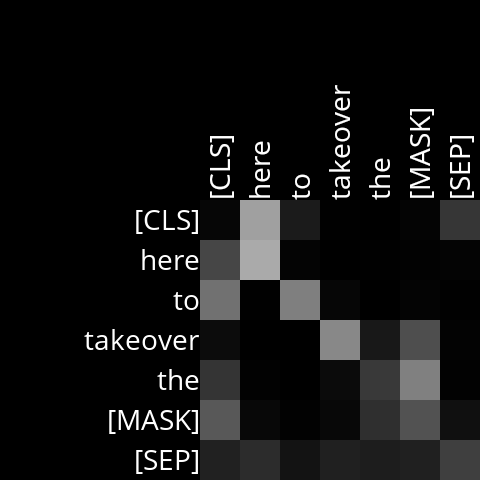 [CLS] here to takeover the [MASK] [SEP]
[CLS]
here
to
takeover
the
[MASK]
[SEP]